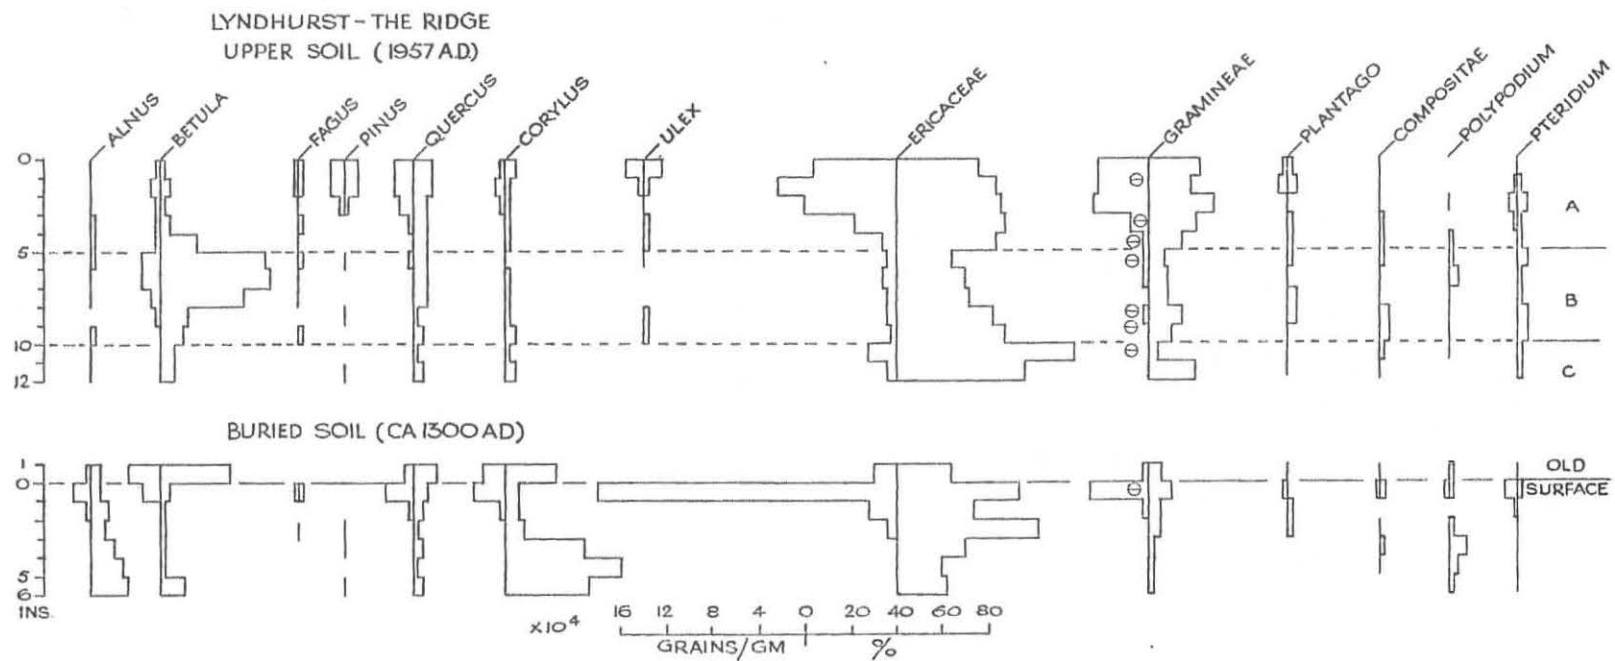 LYNDHURST - THE RIDGE
UPPER SOIL (1957 A.D.)
ALNUS
BETULA
FAGUS
PINUS
QUERCUS
CORYLUS
ULEX
ERICACEAE
GRAMINEAE
PLANTAGO
COMPOSITAE
POLYPODIUM
PTERIDIUM
0
5
10
12
A
B
C
BURIED SOIL (CA 1300 AD)
1
0
5
6
INS.
OLD
SURFACE
16 12 8 4 0 20 40 60 80
×10⁴
GRAINS/GM %